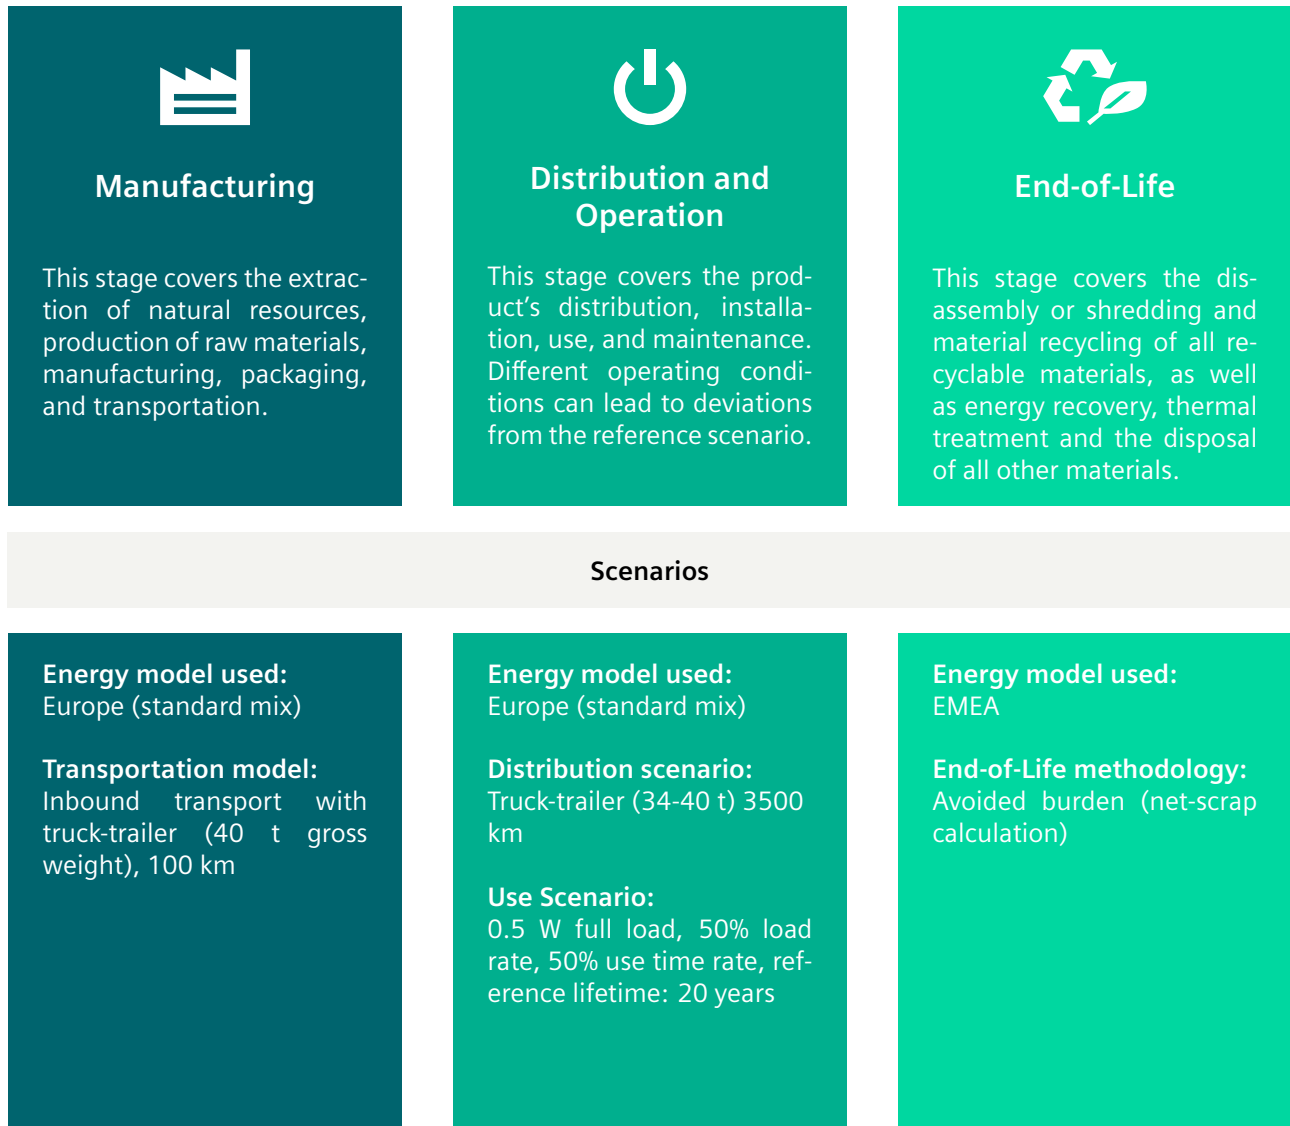 Manufacturing
This stage covers the extrac-
tion of natural resources,
production of raw materials,
manufacturing, packaging,
and transportation.
Distribution and
Operation
This stage covers the prod-
uct's distribution, installa-
tion, use, and maintenance.
Different operating condi-
tions can lead to deviations
from the reference scenario.
End-of-Life
This stage covers the dis-
assembly or shredding and
material recycling of all re-
cyclable materials, as well
as energy recovery, thermal
treatment and the disposal
of all other materials.
Scenarios
Energy model used:
Europe (standard mix)
Transportation model:
Inbound transport with
truck-trailer (40 t gross
weight), 100 km
Energy model used:
Europe (standard mix)
Distribution scenario:
Truck-trailer (34-40 t) 3500
km
Use Scenario:
0.5 W full load, 50% load
rate, 50% use time rate, ref-
erence lifetime: 20 years
Energy model used:
EMEA
End-of-Life methodology:
Avoided burden (net-scrap
calculation)